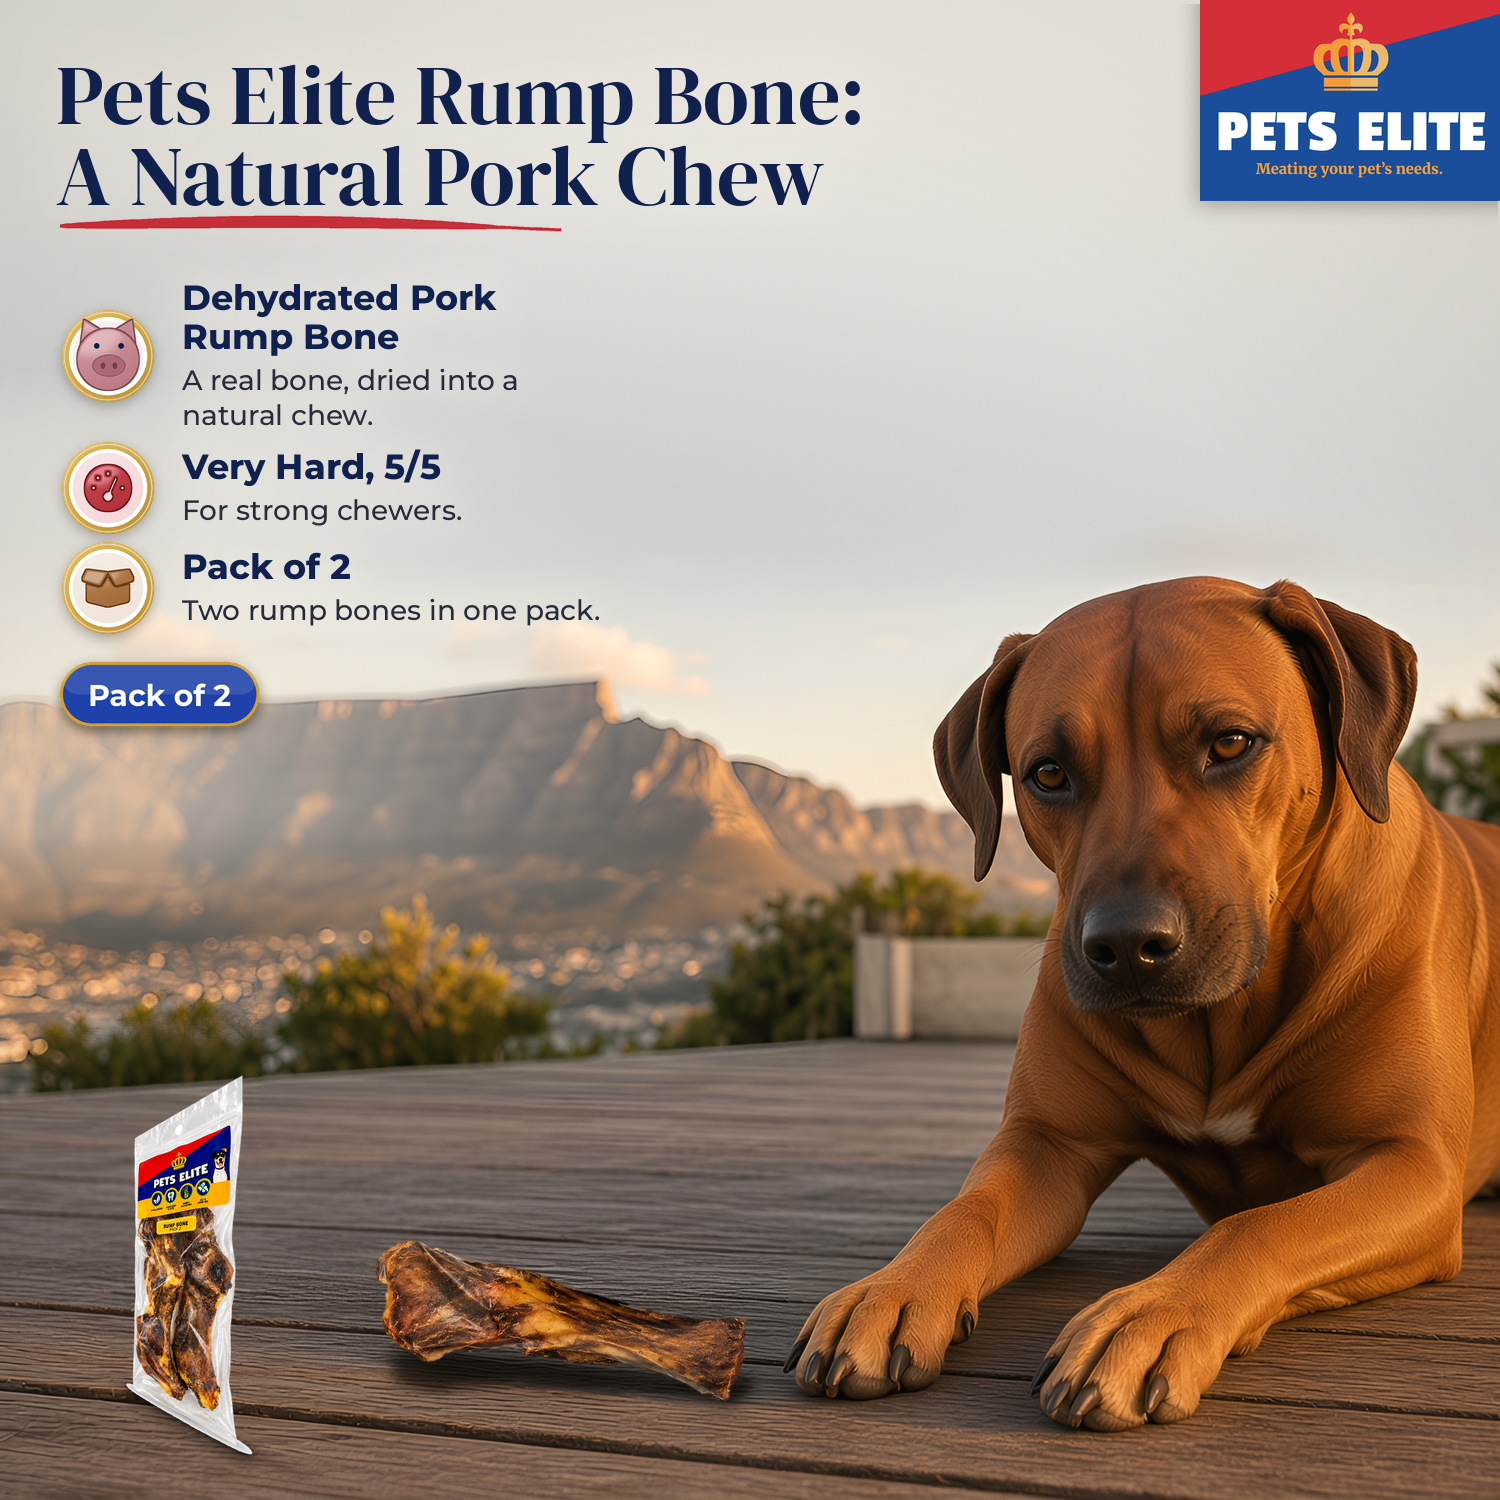 Pets Elite Rump Bone:
A Natural Pork Chew
PETS ELITE
Meating your pet's needs.
Dehydrated Pork
Rump Bone
A real bone, dried into a
natural chew.
Very Hard, 5/5
For strong chewers.
Pack of 2
Two rump bones in one pack.
Pack of 2
PETS ELITE
RUMP BONE